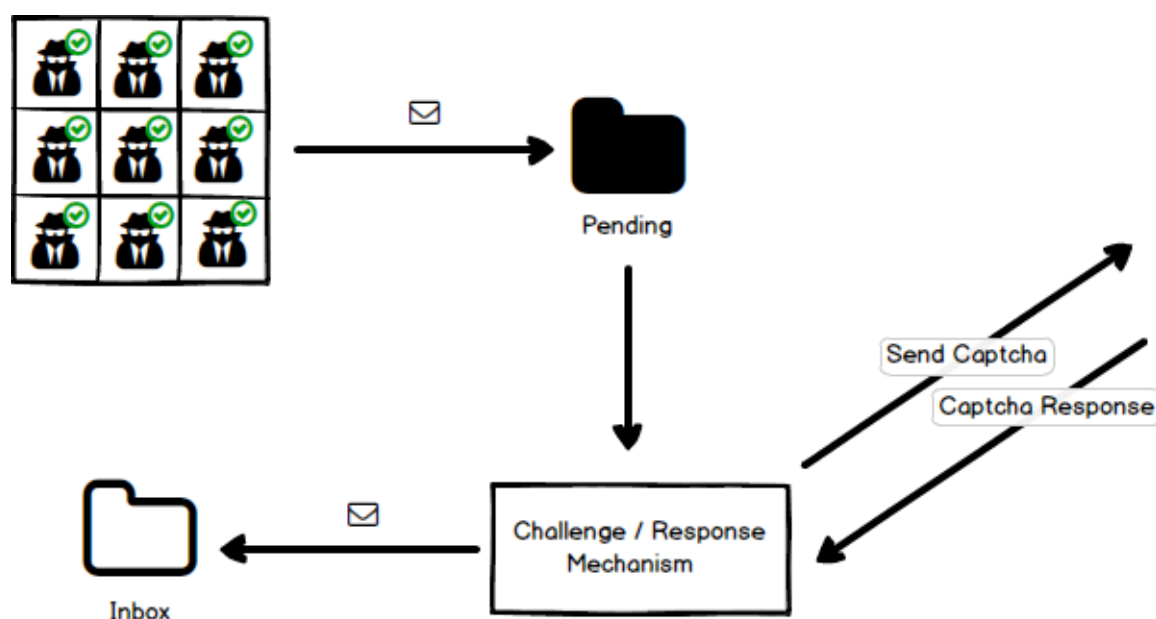 Pending
Send Captcha
Captcha Response
Challenge / Response
Mechanism
Inbox